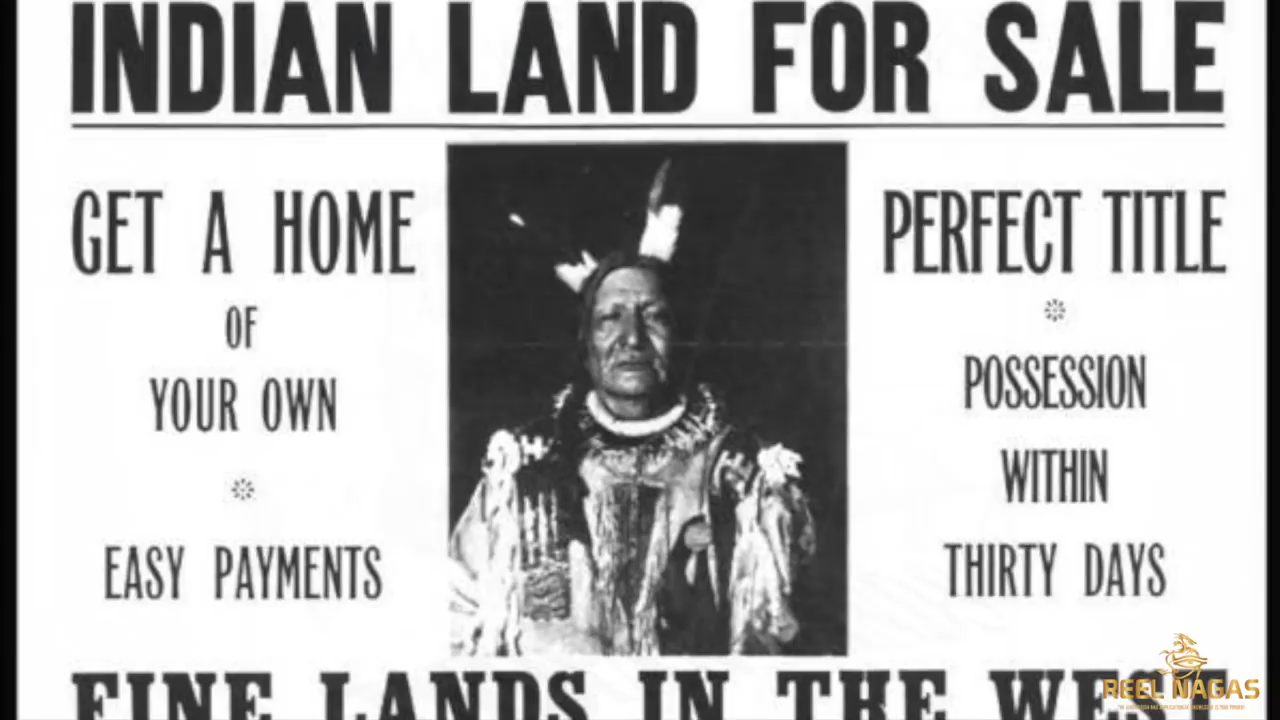 INDIAN LAND FOR SALE
GET A HOME
OF
YOUR OWN
EASY PAYMENTS
PERFECT TITLE
POSSESSION
WITHIN
THIRTY DAYS
FINE LANDS IN THE WEST
REEL NAGAS